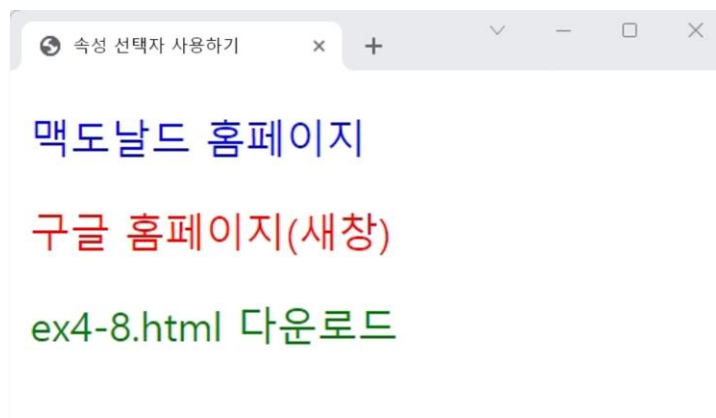 속성 선택자 사용하기
맥도날드 홈페이지
구글 홈페이지(새창)
ex4-8.html 다운로드